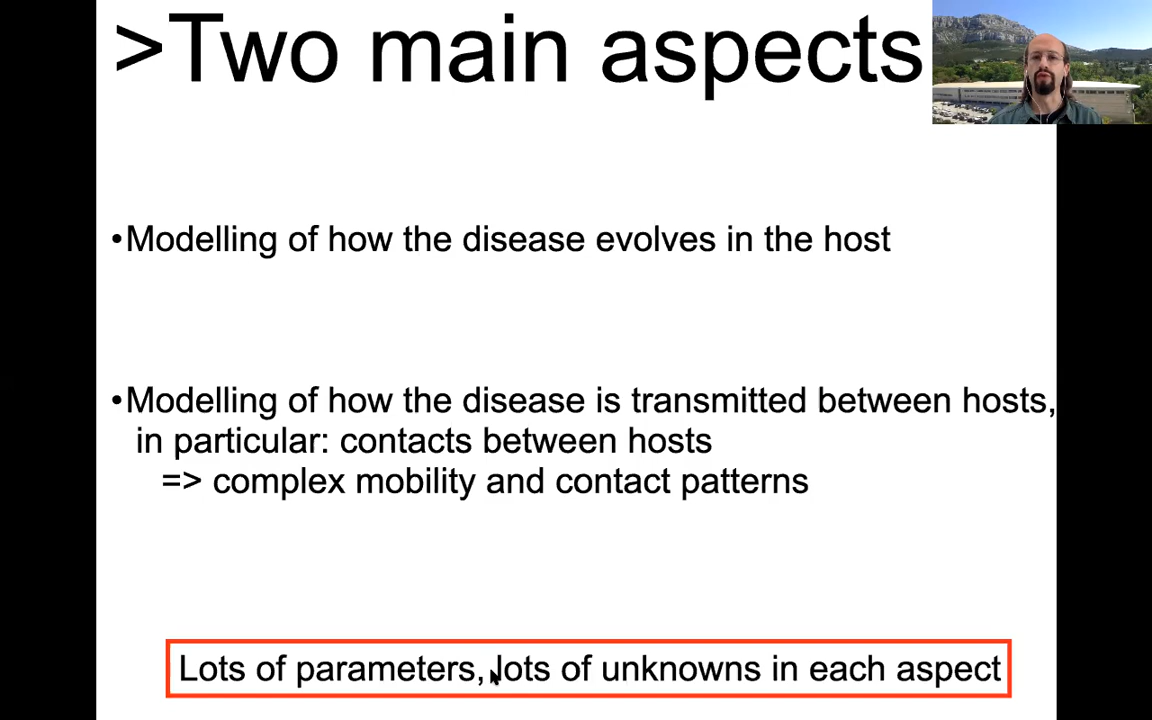 >Two main aspects
•Modelling of how the disease evolves in the host
•Modelling of how the disease is transmitted between hosts,
in particular: contacts between hosts
=> complex mobility and contact patterns
Lots of parameters, lots of unknowns in each aspect